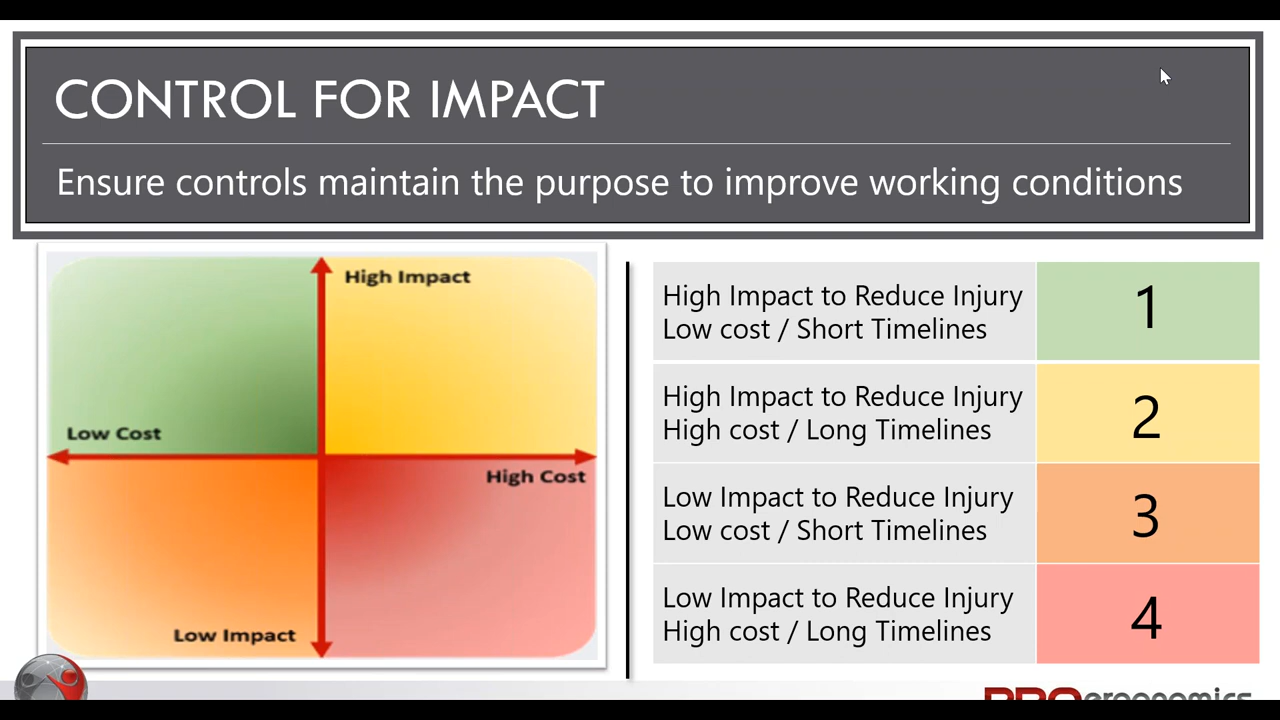 CONTROL FOR IMPACT
Ensure controls maintain the purpose to improve working conditions
High Impact
Low Cost
High Cost
Low Impact
High Impact to Reduce Injury
Low cost / Short Timelines
1
High Impact to Reduce Injury
High cost / Long Timelines
2
Low Impact to Reduce Injury
Low cost / Short Timelines
3
Low Impact to Reduce Injury
High cost / Long Timelines
4
PROergonomics